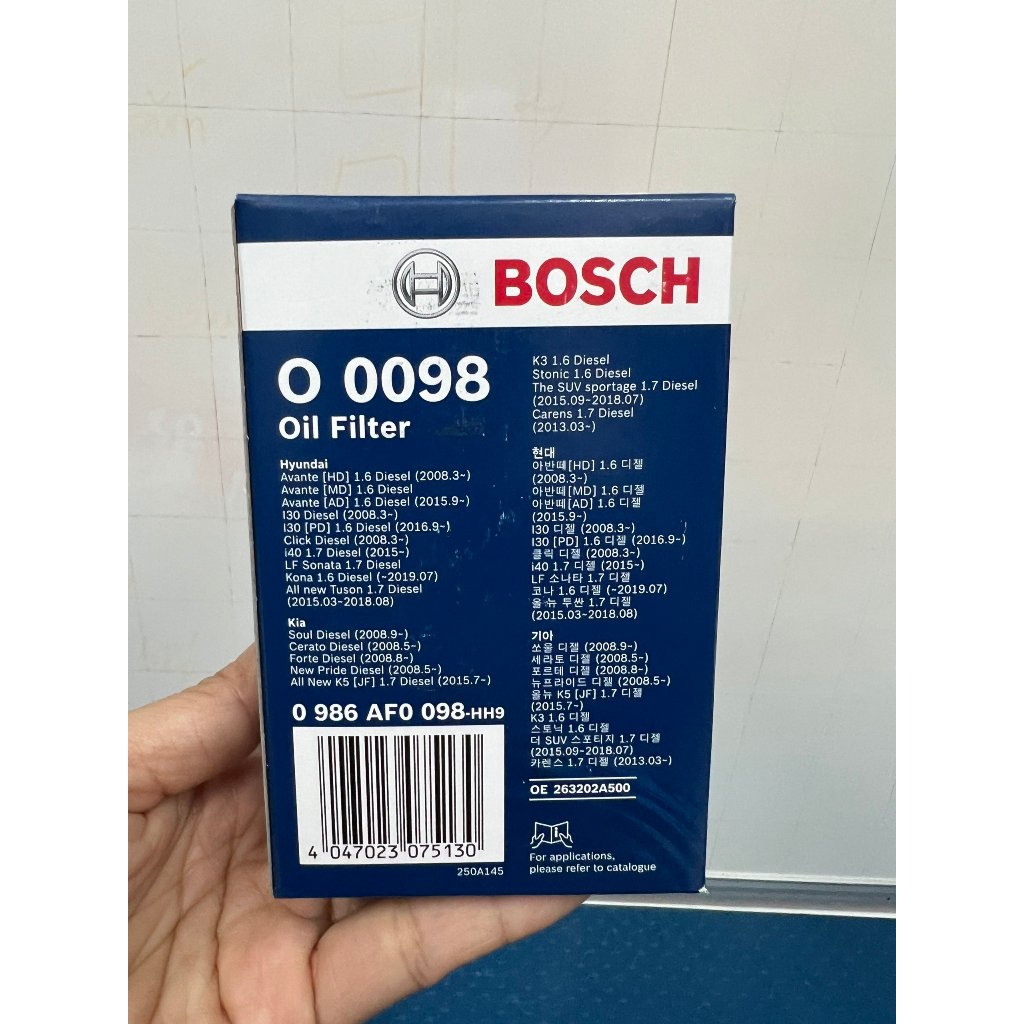 BOSCH
O 0098
Oil Filter
Hyundai
Avante [HD] 1.6 Diesel (2008.3~)
Avante [MD] 1.6 Diesel
Avante [AD] 1.6 Diesel (2015.9~)
I30 Diesel (2008.3~)
I30 [PD] 1.6 Diesel (2016.9~)
Click Diesel (2008.3~)
i40 1.7 Diesel (2015~)
LF Sonata 1.7 Diesel
Kona 1.6 Diesel (~2019.07)
All new Tuson 1.7 Diesel
(2015.03~2018.08)
Kia
Soul Diesel (2008.9~)
Cerato Diesel (2008.5~)
Forte Diesel (2008.8~)
New Pride Diesel (2008.5~)
All New K5 [JF] 1.7 Diesel (2015.7~)
0 986 AF0 098-HH9
4 047023 075130
250A145
K3 1.6 Diesel
Stonic 1.6 Diesel
The SUV sportage 1.7 Diesel
(2015.09~2018.07)
Carens 1.7 Diesel
(2013.03~)
현대
아반떼[HD] 1.6 디젤
(2008.3~)
아반떼[MD] 1.6 디젤
아반떼[AD] 1.6 디젤
(2015.9~)
I30 디젤 (2008.3~)
I30 [PD] 1.6 디젤 (2016.9~)
클릭 디젤 (2008.3~)
i40 1.7 디젤 (2015~)
LF 소나타 1.7 디젤
코나 1.6 디젤 (~2019.07)
올 뉴 투싼 1.7 디젤
(2015.03~2018.08)
기아
쏘울 디젤 (2008.9~)
세라토 디젤 (2008.5~)
포르테 디젤 (2008.8~)
뉴프라이드 디젤 (2008.5~)
올뉴 K5 [JF] 1.7 디젤
(2015.7~)
K3 1.6 디젤
스토닉 1.6 디젤
더 SUV 스포티지 1.7 디젤
(2015.09~2018.07)
카렌스 1.7 디젤 (2013.03~)
OE 263202A500
For applications,
please refer to catalogue